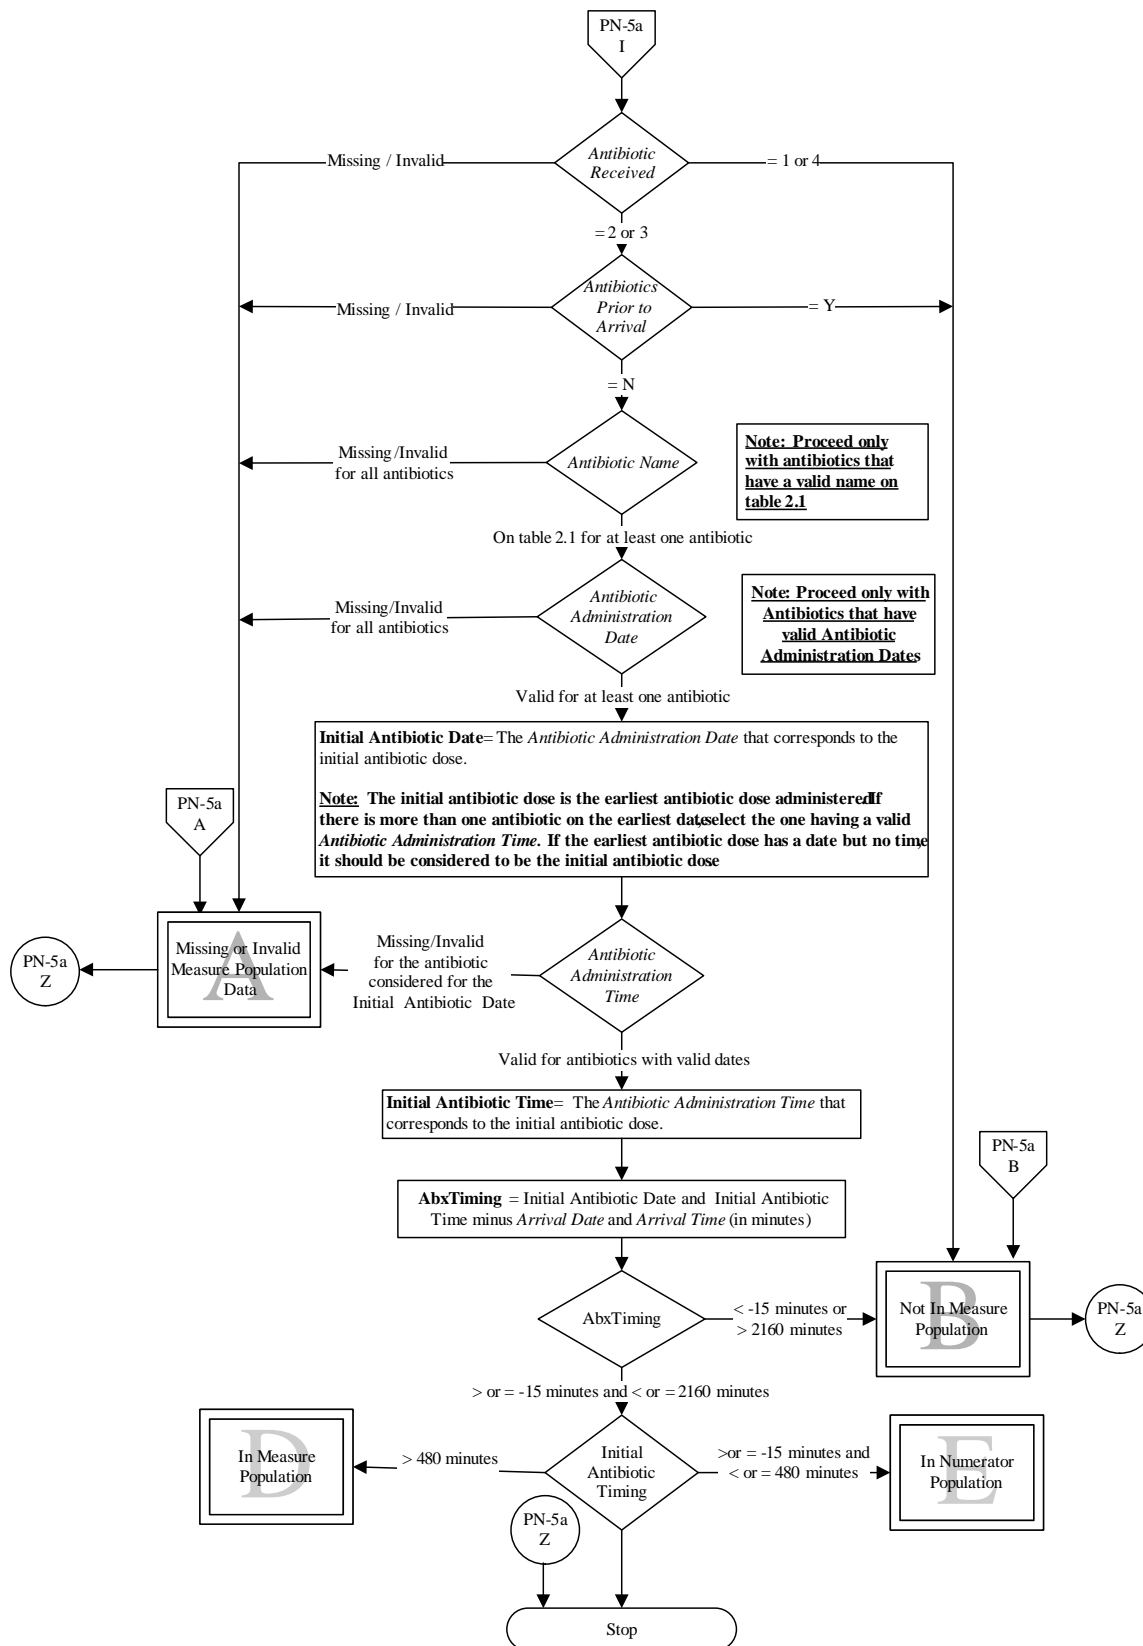 PN-5a
I
Antibiotic
Received
Missing / Invalid
= 1 or 4
= 2 or 3
Antibiotics
Prior to
Arrival
Missing / Invalid
= Y
= N
Antibiotic Name
Missing/Invalid
for all antibiotics
Note: Proceed only
with antibiotics that
have a valid name on
table 2.1
On table 2.1 for at least one antibiotic
Antibiotic
Administration
Date
Missing/Invalid
for all antibiotics
Note: Proceed only with
Antibiotics that have
valid Antibiotic
Administration Dates
Valid for at least one antibiotic
Initial Antibiotic Date= The Antibiotic Administration Date that corresponds to the
initial antibiotic dose.
Note: The initial antibiotic dose is the earliest antibiotic dose administered. If
there is more than one antibiotic on the earliest date, select the one having a valid
Antibiotic Administration Time. If the earliest antibiotic dose has a date but no time,
it should be considered to be the initial antibiotic dose
PN-5a
A
A
Missing or Invalid
Measure Population
Data
PN-5a
Z
Missing/Invalid
for the antibiotic
considered for the
Initial Antibiotic Date
Antibiotic
Administration
Time
Valid for antibiotics with valid dates
Initial Antibiotic Time= The Antibiotic Administration Time that
corresponds to the initial antibiotic dose.
PN-5a
B
AbxTiming = Initial Antibiotic Date and Initial Antibiotic
Time minus Arrival Date and Arrival Time (in minutes)
AbxTiming
< -15 minutes or
> 2160 minutes
B
Not In Measure
Population
PN-5a
Z
> or = -15 minutes and < or = 2160 minutes
D
In Measure
Population
> 480 minutes
Initial
Antibiotic
Timing
>or = -15 minutes and
< or = 480 minutes
E
In Numerator
Population
PN-5a
Z
Stop